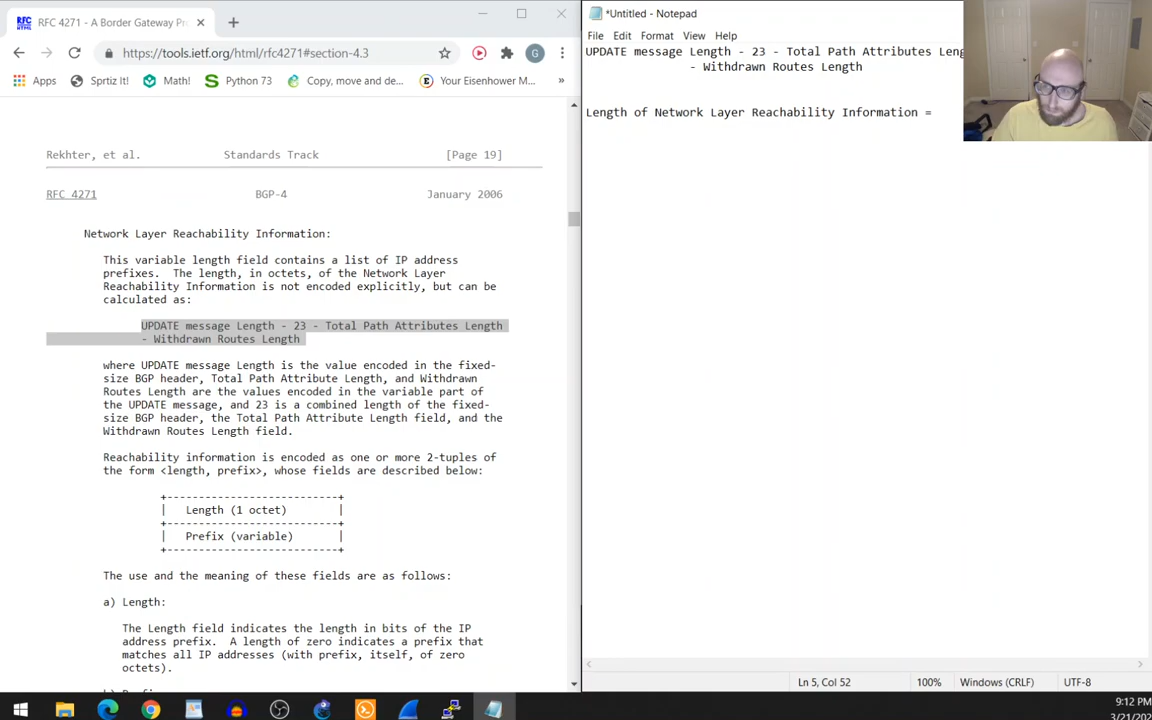 RFC 4271 - A Border Gateway Pr
*Untitled - Notepad
https://tools.ietf.org/html/rfc4271#section-4.3
G
File Edit Format View Help
Apps Sprtiz It! Math! Python 73 Copy, move and de... Your Eisenhower M...
UPDATE message Length - 23 - Total Path Attributes Leng
- Withdrawn Routes Length
Length of Network Layer Reachability Information =
Rekhter, et al. Standards Track [Page 19]
RFC 4271 BGP-4 January 2006
Network Layer Reachability Information:
This variable length field contains a list of IP address
prefixes. The length, in octets, of the Network Layer
Reachability Information is not encoded explicitly, but can be
calculated as:
UPDATE message Length - 23 - Total Path Attributes Length
- Withdrawn Routes Length
where UPDATE message Length is the value encoded in the fixed-
size BGP header, Total Path Attribute Length, and Withdrawn
Routes Length are the values encoded in the variable part of
the UPDATE message, and 23 is a combined length of the fixed-
size BGP header, the Total Path Attribute Length field, and the
Withdrawn Routes Length field.
Reachability information is encoded as one or more 2-tuples of
the form <length, prefix>, whose fields are described below:
+---------------------------+
| Length (1 octet) |
+---------------------------+
| Prefix (variable) |
+---------------------------+
The use and the meaning of these fields are as follows:
a) Length:
The Length field indicates the length in bits of the IP
address prefix. A length of zero indicates a prefix that
matches all IP addresses (with prefix, itself, of zero
octets).
Ln 5, Col 52 100% Windows (CRLF) UTF-8
9:12 PM
3/21/202